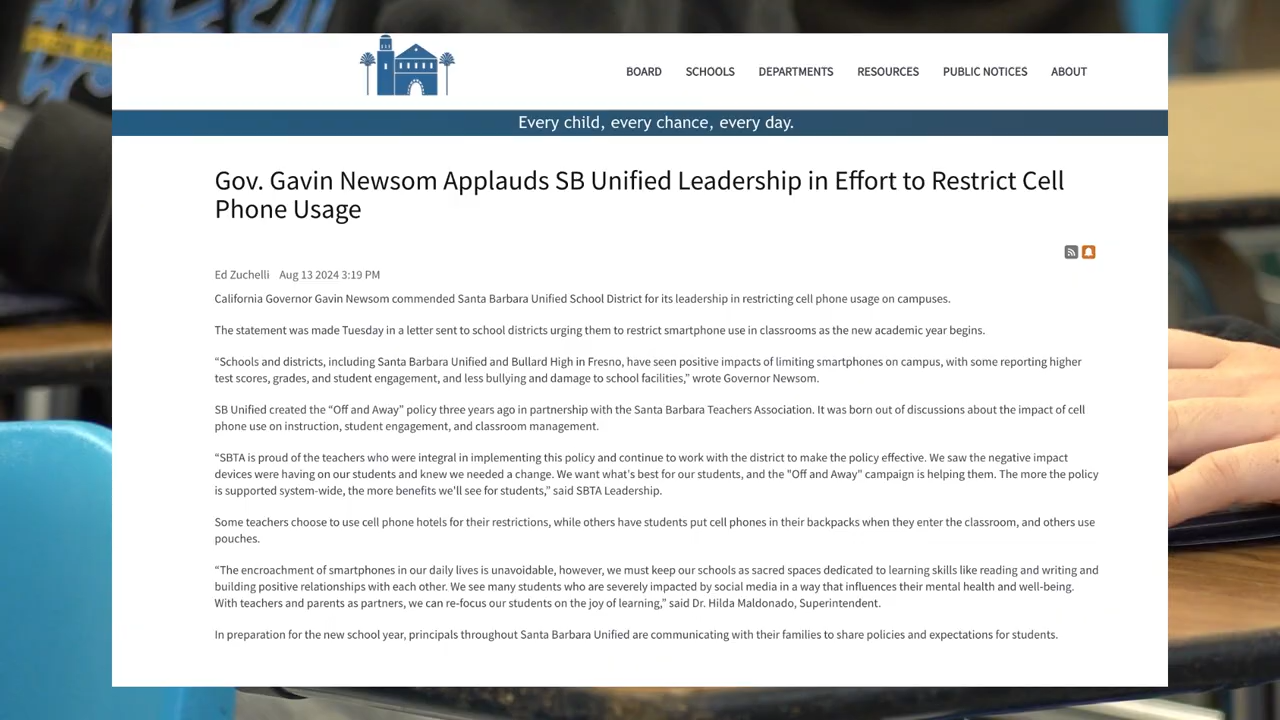 BOARD SCHOOLS DEPARTMENTS RESOURCES PUBLIC NOTICES ABOUT
Every child, every chance, every day.
Gov. Gavin Newsom Applauds SB Unified Leadership in Effort to Restrict Cell
Phone Usage
Ed Zuchelli Aug 13 2024 3:19 PM
California Governor Gavin Newsom commended Santa Barbara Unified School District for its leadership in restricting cell phone usage on campuses.
The statement was made Tuesday in a letter sent to school districts urging them to restrict smartphone use in classrooms as the new academic year begins.
“Schools and districts, including Santa Barbara Unified and Bullard High in Fresno, have seen positive impacts of limiting smartphones on campus, with some reporting higher
test scores, grades, and student engagement, and less bullying and damage to school facilities,” wrote Governor Newsom.
SB Unified created the “Off and Away” policy three years ago in partnership with the Santa Barbara Teachers Association. It was born out of discussions about the impact of cell
phone use on instruction, student engagement, and classroom management.
“SBTA is proud of the teachers who were integral in implementing this policy and continue to work with the district to make the policy effective. We saw the negative impact
devices were having on our students and knew we needed a change. We want what's best for our students, and the "Off and Away" campaign is helping them. The more the policy
is supported system-wide, the more benefits we'll see for students,” said SBTA Leadership.
Some teachers choose to use cell phone hotels for their restrictions, while others have students put cell phones in their backpacks when they enter the classroom, and others use
pouches.
“The encroachment of smartphones in our daily lives is unavoidable, however, we must keep our schools as sacred spaces dedicated to learning skills like reading and writing and
building positive relationships with each other. We see many students who are severely impacted by social media in a way that influences their mental health and well-being.
With teachers and parents as partners, we can re-focus our students on the joy of learning,” said Dr. Hilda Maldonado, Superintendent.
In preparation for the new school year, principals throughout Santa Barbara Unified are communicating with their families to share policies and expectations for students.